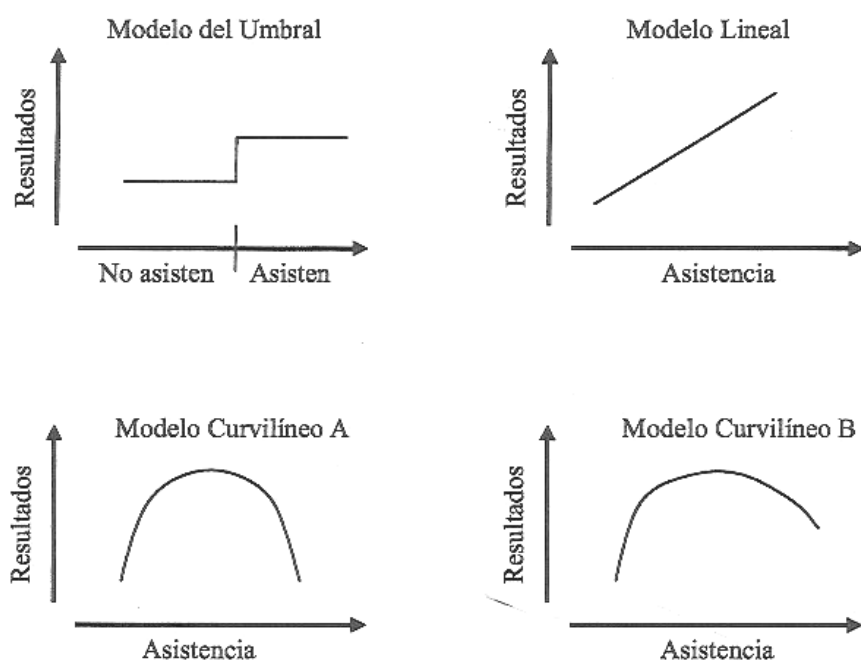 Modelo del Umbral
Resultados
No asisten
Asisten
Modelo Lineal
Resultados
Asistencia
Modelo Curvilíneo A
Resultados
Asistencia
Modelo Curvilíneo B
Resultados
Asistencia